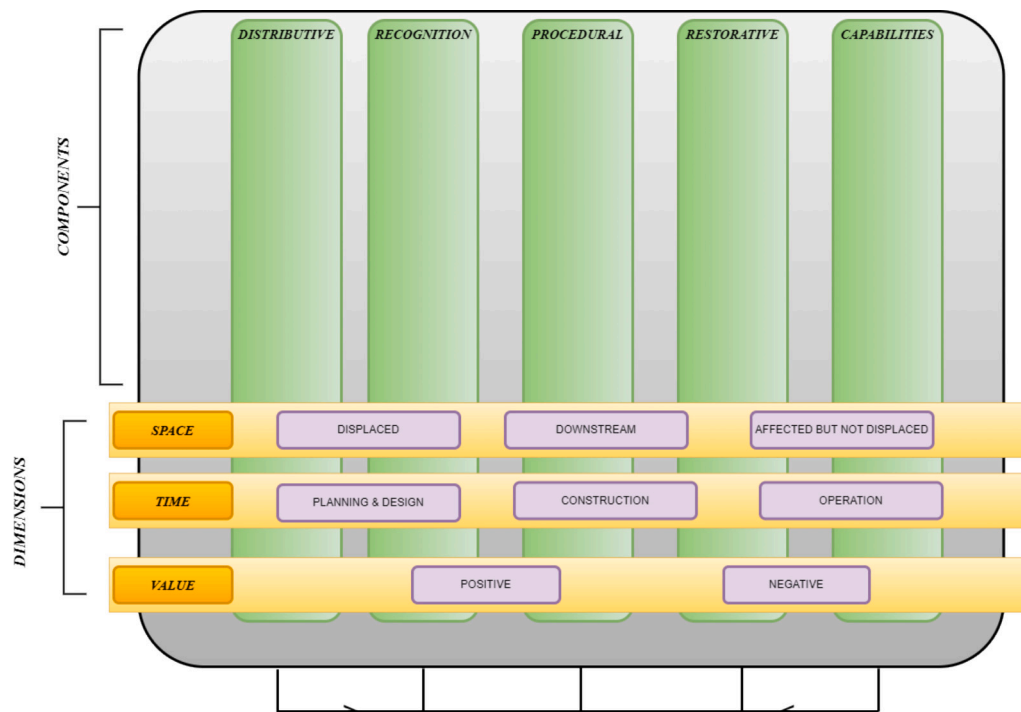 DISTRIBUTIVE
RECOGNITION
PROCEDURAL
RESTORATIVE
CAPABILITIES
COMPONENTS
DIMENSIONS
SPACE
DISPLACED
DOWNSTREAM
AFFECTED BUT NOT DISPLACED
TIME
PLANNING & DESIGN
CONSTRUCTION
OPERATION
VALUE
POSITIVE
NEGATIVE